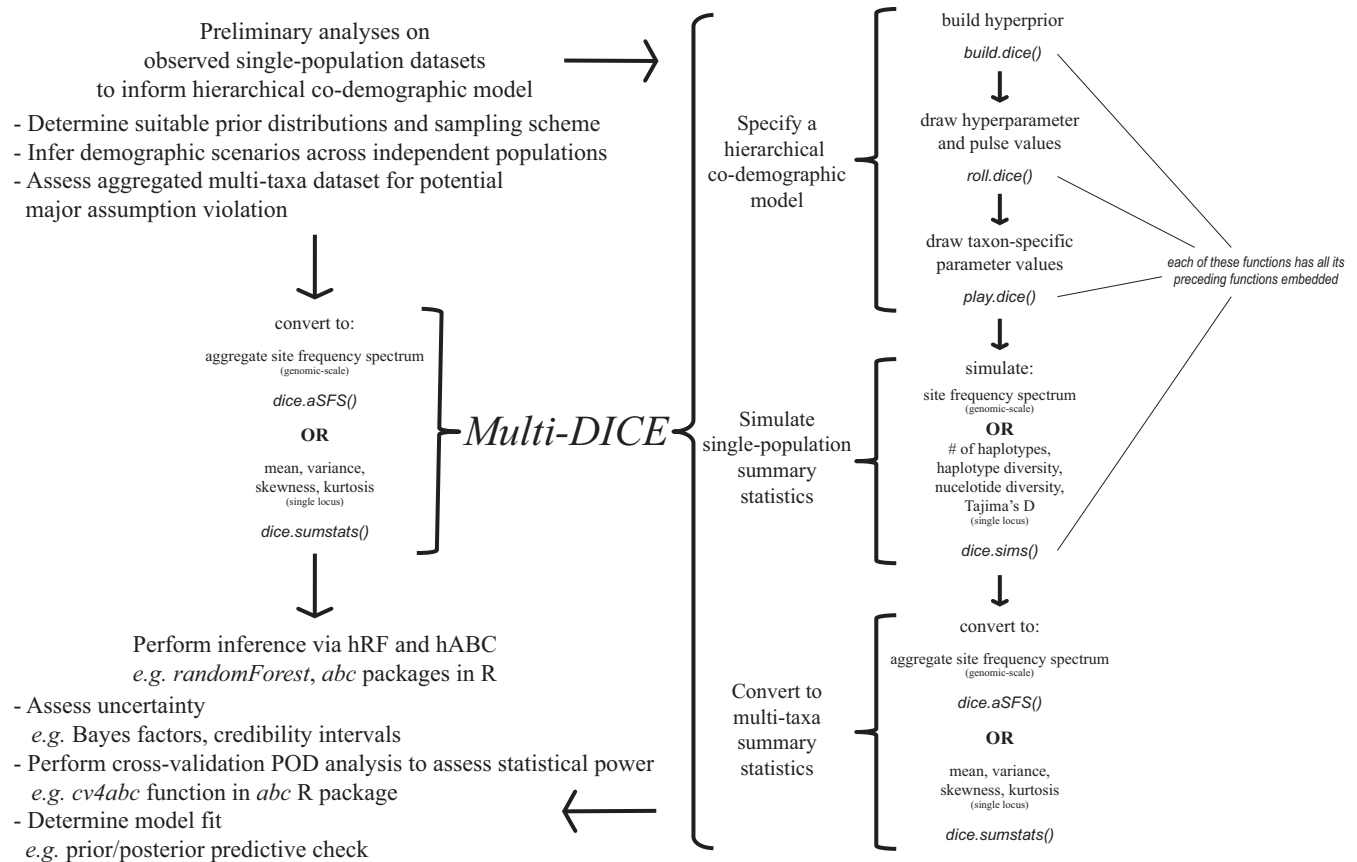 Preliminary analyses on
observed single-population datasets
to inform hierarchical co-demographic model
- Determine suitable prior distributions and sampling scheme
- Infer demographic scenarios across independent populations
- Assess aggregated multi-taxa dataset for potential
major assumption violation
convert to:
aggregate site frequency spectrum
(genomic-scale)
dice.aSFS()
OR
mean, variance,
skewness, kurtosis
(single locus)
dice.sumstats()
Perform inference via hRF and hABC
e.g. randomForest, abc packages in R
- Assess uncertainty
e.g. Bayes factors, credibility intervals
- Perform cross-validation POD analysis to assess statistical power
e.g. cv4abc function in abc R package
- Determine model fit
e.g. prior/posterior predictive check
Multi-DICE
Specify a
hierarchical
co-demographic
model
build hyperprior
build.dice()
draw hyperparameter
and pulse values
roll.dice()
draw taxon-specific
parameter values
play.dice()
each of these functions has all its
preceding functions embedded
Simulate
single-population
summary
statistics
simulate:
site frequency spectrum
(genomic-scale)
OR
# of haplotypes,
haplotype diversity,
nucelotide diversity,
Tajima's D
(single locus)
dice.sims()
Convert to
multi-taxa
summary
statistics
convert to:
aggregate site frequency spectrum
(genomic-scale)
dice.aSFS()
OR
mean, variance,
skewness, kurtosis
(single locus)
dice.sumstats()